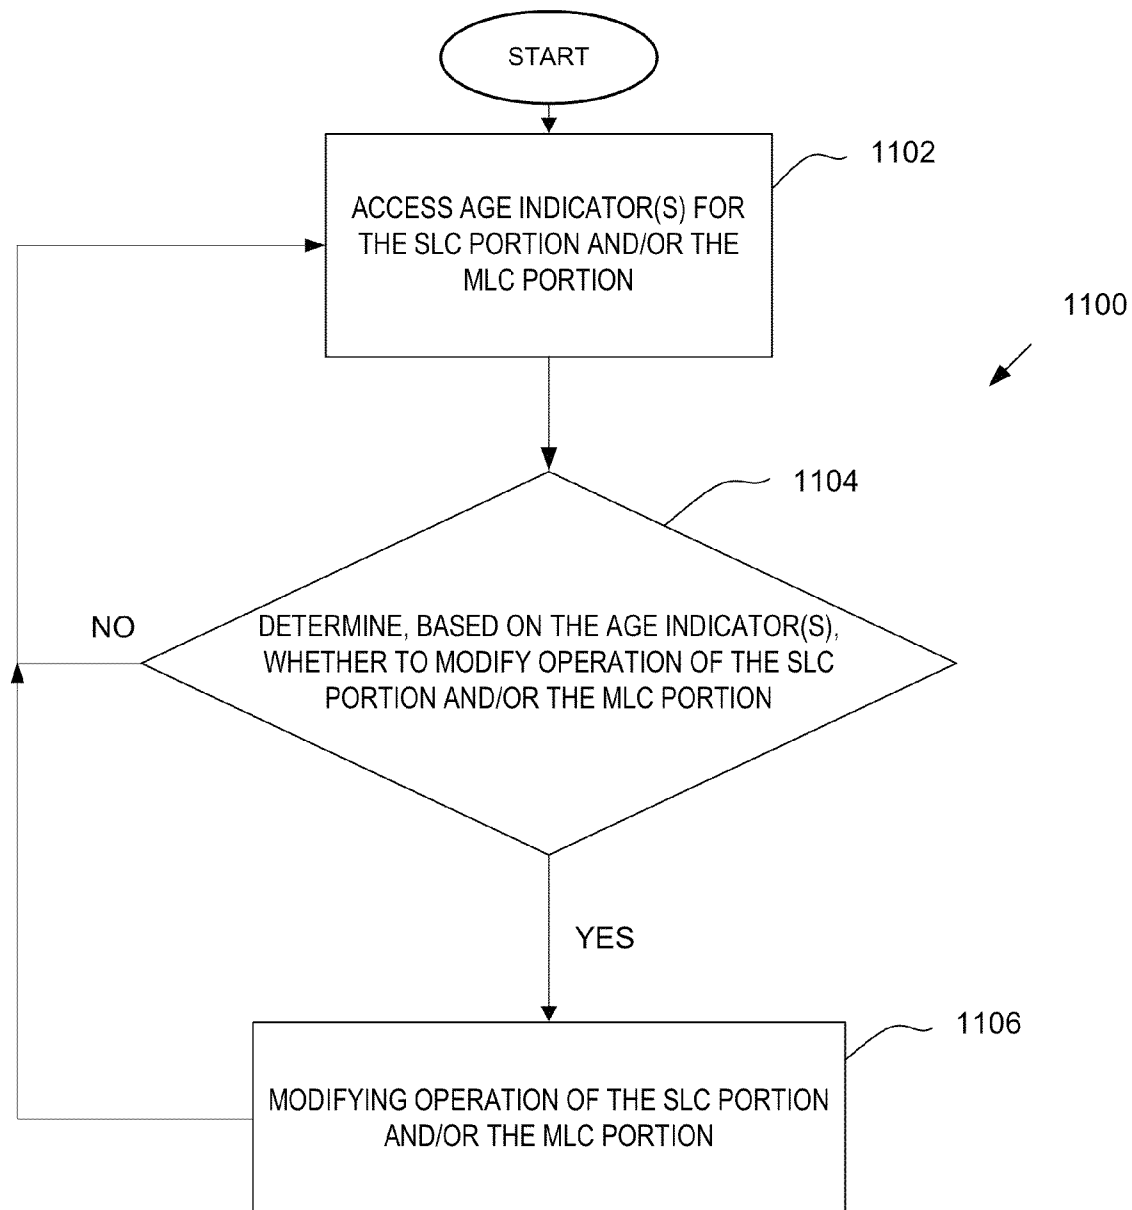 START
1102
ACCESS AGE INDICATOR(S) FOR
THE SLC PORTION AND/OR THE
MLC PORTION
1100
1104
NO
DETERMINE, BASED ON THE AGE INDICATOR(S),
WHETHER TO MODIFY OPERATION OF THE SLC
PORTION AND/OR THE MLC PORTION
YES
1106
MODIFYING OPERATION OF THE SLC PORTION
AND/OR THE MLC PORTION